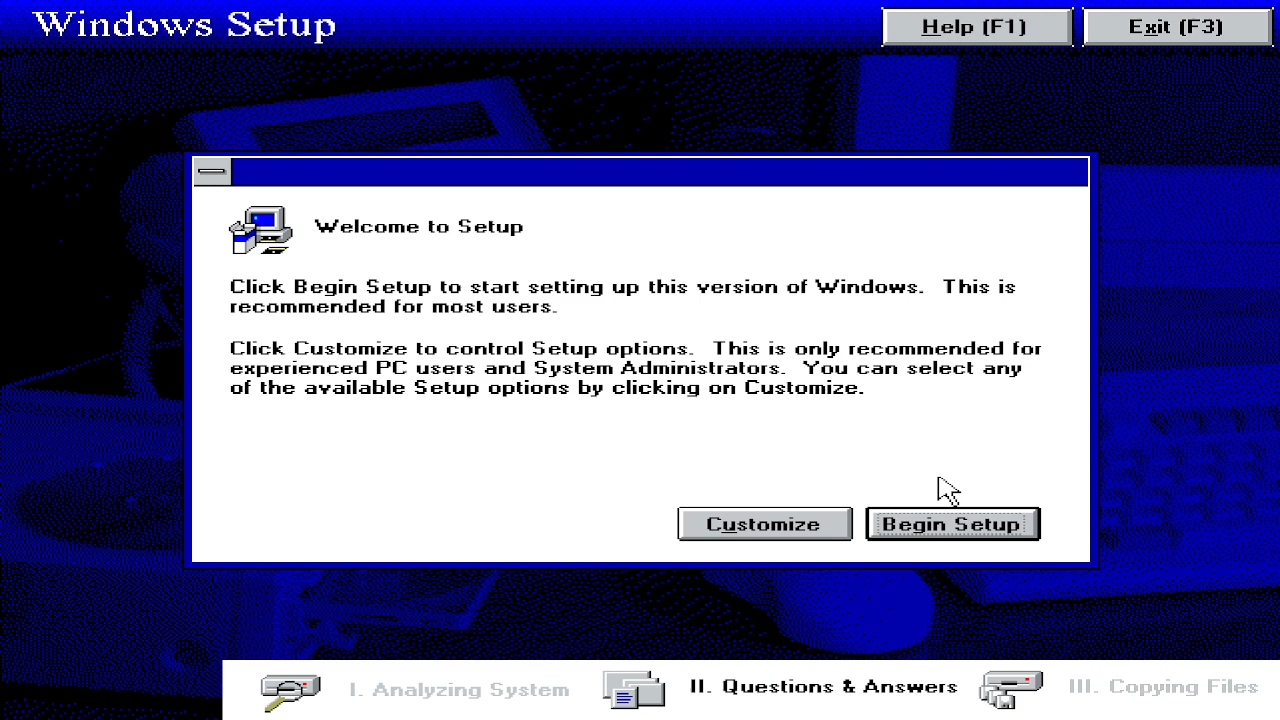 Windows Setup
Help (F1)
Exit (F3)
Welcome to Setup
Click Begin Setup to start setting up this version of Windows. This is
recommended for most users.
Click Customize to control Setup options. This is only recommended for
experienced PC users and System Administrators. You can select any
of the available Setup options by clicking on Customize.
Customize
Begin Setup
I. Analyzing System
II. Questions & Answers
III. Copying Files